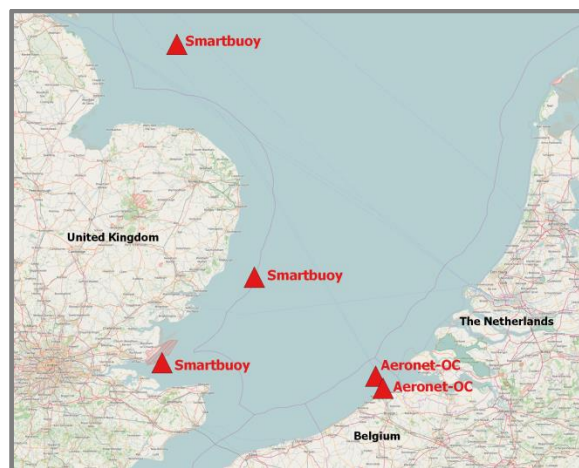 Smartbuoy
United Kingdom
Smartbuoy
The Netherlands
Smartbuoy
Aeronet-OC
Aeronet-OC
Belgium